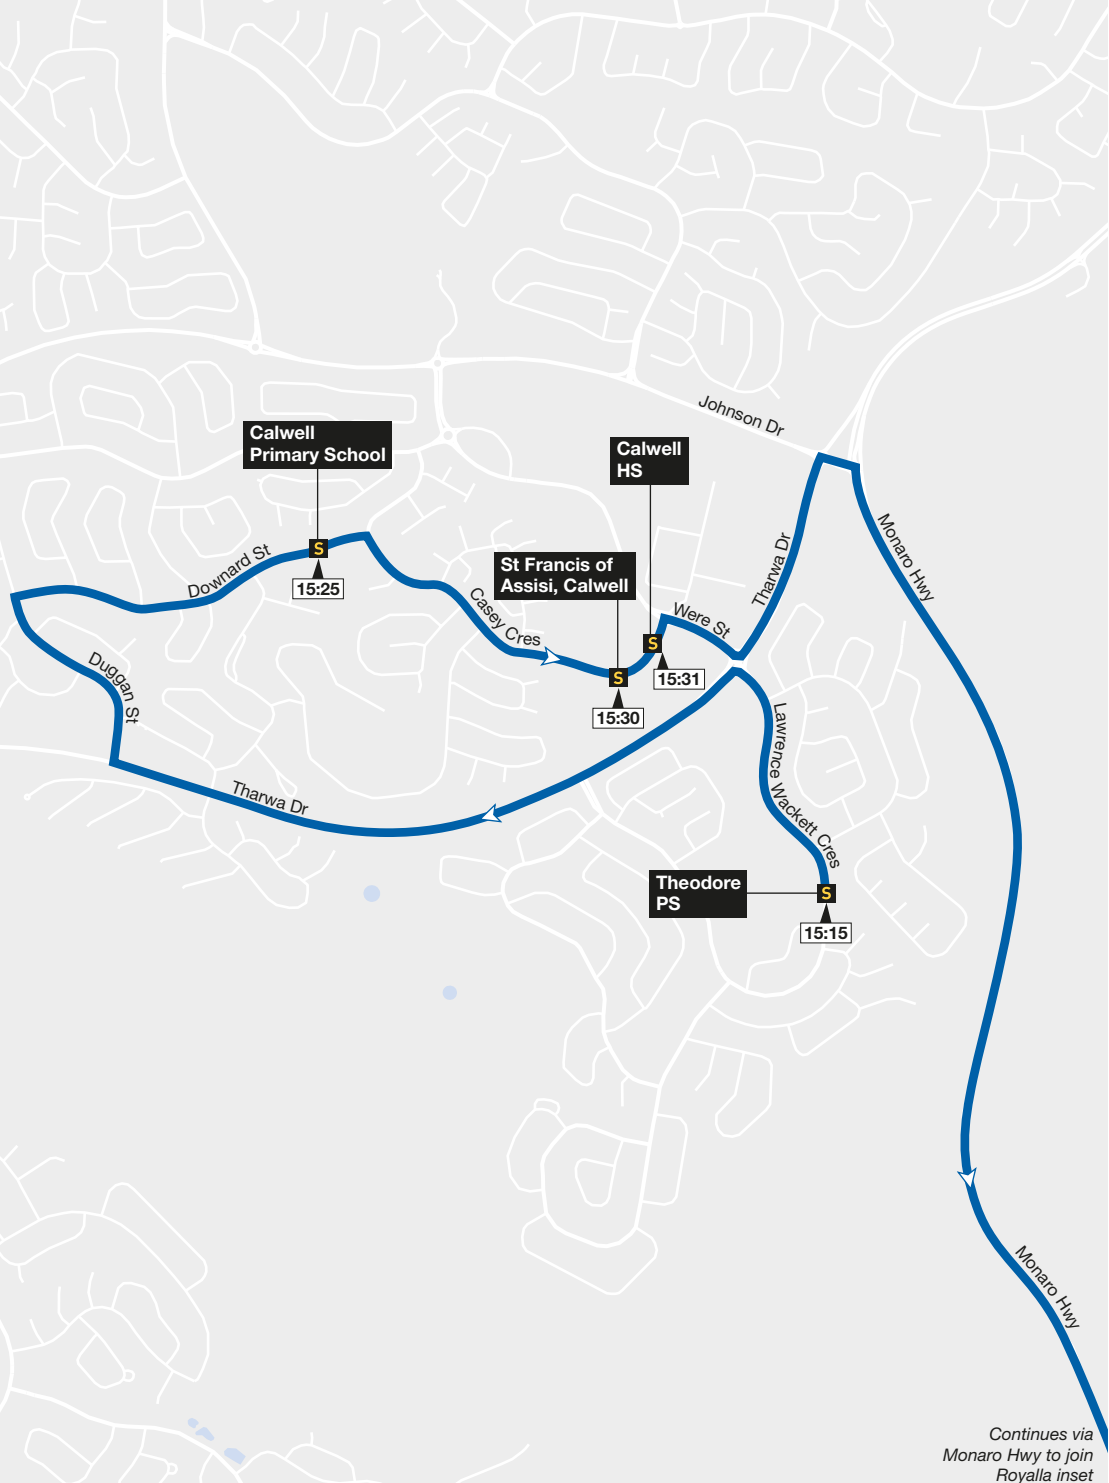 Johnson Dr
Calwell
Primary School
S
15:25
Calwell
HS
S
15:31
St Francis of
Assisi, Calwell
S
15:30
Downard St
Casey Cres
Were St
Tharwa Dr
Monaro Hwy
Duggan St
Tharwa Dr
Lawrence Wackett Cres
Theodore
PS
S
15:15
Monaro Hwy
Continues via
Monaro Hwy to join
Royalla inset